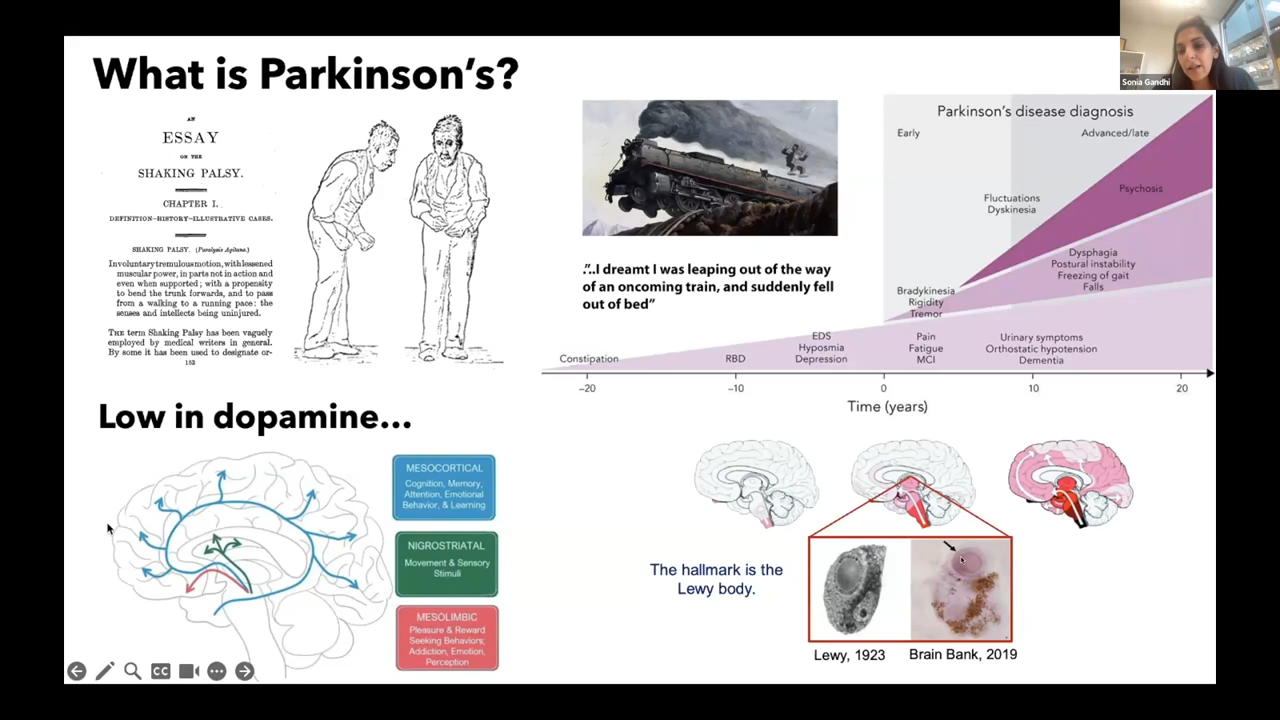 What is Parkinson's?
AN
ESSAY
ON THE
SHAKING PALSY.
CHAPTER I.
DEFINITION—HISTORY—ILLUSTRATIVE CASES.
SHAKING PALSY. (Paralysis Agitans.)
Involuntary tremulous motion, with lessened
muscular power, in parts not in action and
even when supported; with a propensity
to bend the trunk forwards, and to pass
from a walking to a running pace: the
senses and intellects being uninjured.
THE term Shaking Palsy has been vaguely
employed by medical writers in general.
By some it has been used to designate or-
153
.”..I dreamt I was leaping out of the way
of an oncoming train, and suddenly fell
out of bed”
Sonia Gandhi
Parkinson's disease diagnosis
Early
Advanced/late
Psychosis
Fluctuations
Dyskinesia
Dysphagia
Postural instability
Freezing of gait
Falls
Bradykinesia
Rigidity
Tremor
Constipation
RBD
EDS
Hyposmia
Depression
Pain
Fatigue
MCI
Urinary symptoms
Orthostatic hypotension
Dementia
−20
−10
0
10
20
Time (years)
Low in dopamine...
MESOCORTICAL
Cognition, Memory,
Attention, Emotional
Behavior, & Learning
NIGROSTRIATAL
Movement & Sensory
Stimuli
MESOLIMBIC
Pleasure & Reward
Seeking Behaviors;
Addiction, Emotion,
Perception
The hallmark is the
Lewy body.
Lewy, 1923
Brain Bank, 2019
CC